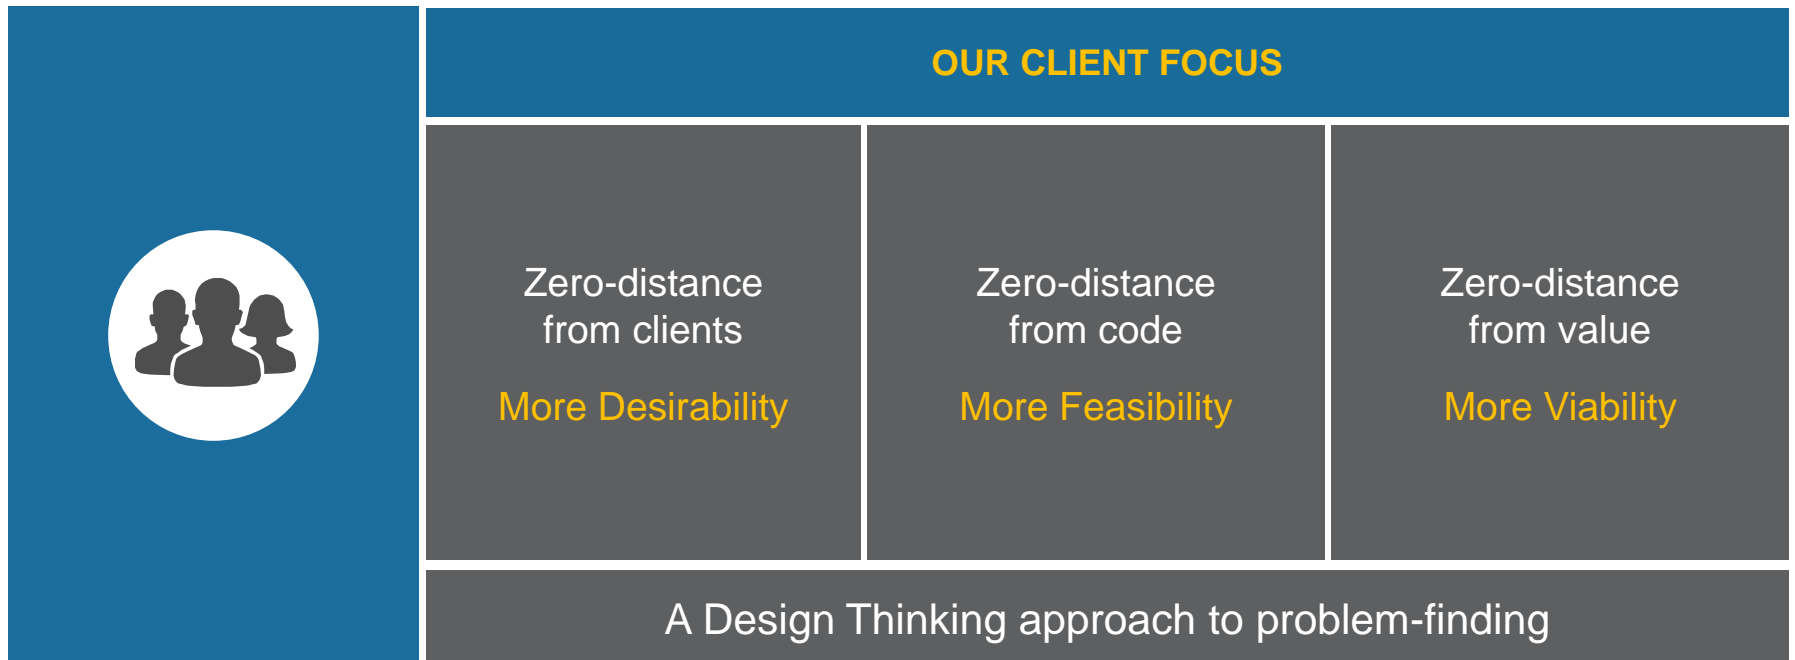 OUR CLIENT FOCUS
Zero-distance
from clients
More Desirability
Zero-distance
from code
More Feasibility
Zero-distance
from value
More Viability
A Design Thinking approach to problem-finding